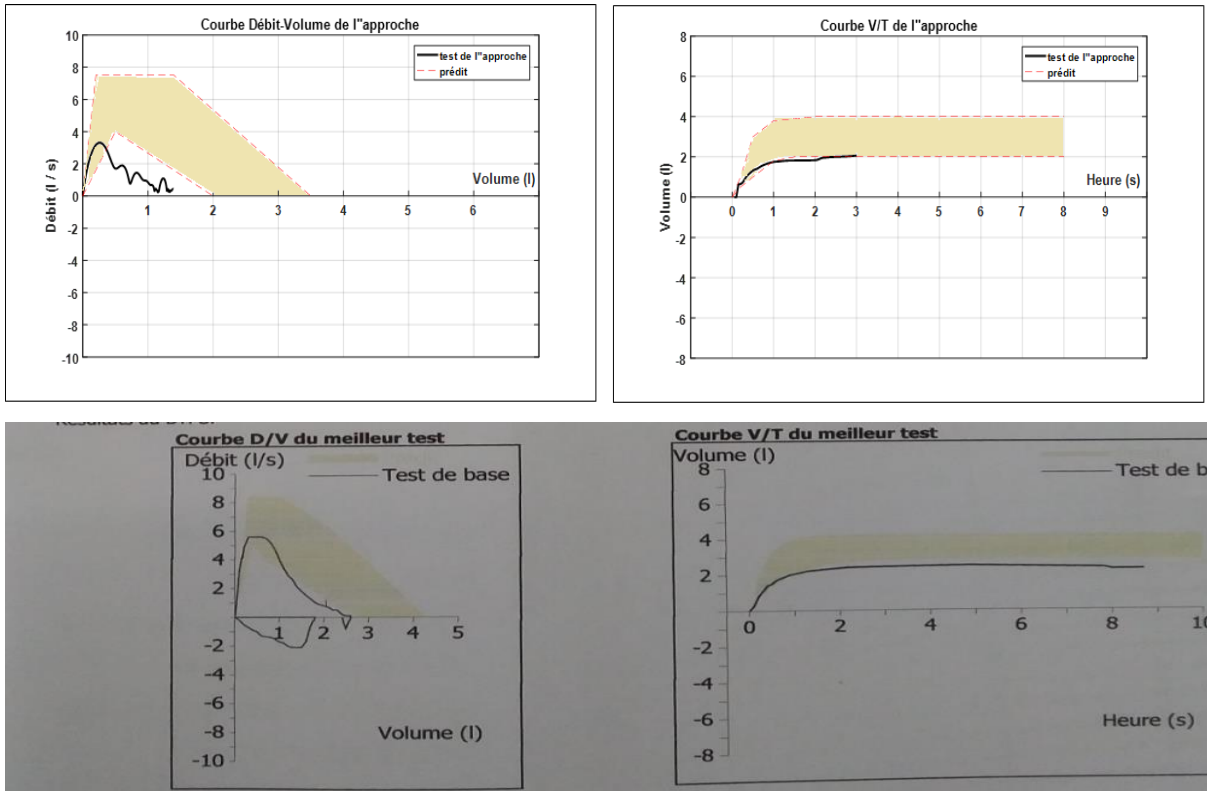 Courbe Débit-Volume de l''approche
10
8
6
4
2
0
-2
-4
-6
-8
-10
1 2 3 4 5 6
Débit (l / s)
Volume (l)
test de l''approche
prédit
Courbe V/T de l''approche
8
6
4
2
0
-2
-4
-6
-8
0 1 2 3 4 5 6 7 8 9
Volume (l)
Heure (s)
test de l''approche
prédit
Courbe D/V du meilleur test
Débit (l/s)
10
8
6
4
2
-2
-4
-6
-8
-10
1 2 3 4 5
Test de base
Volume (l)
Courbe V/T du meilleur test
Volume (l)
8
6
4
2
-2
-4
-6
-8
0 2 4 6 8 10
Test de b
Heure (s)